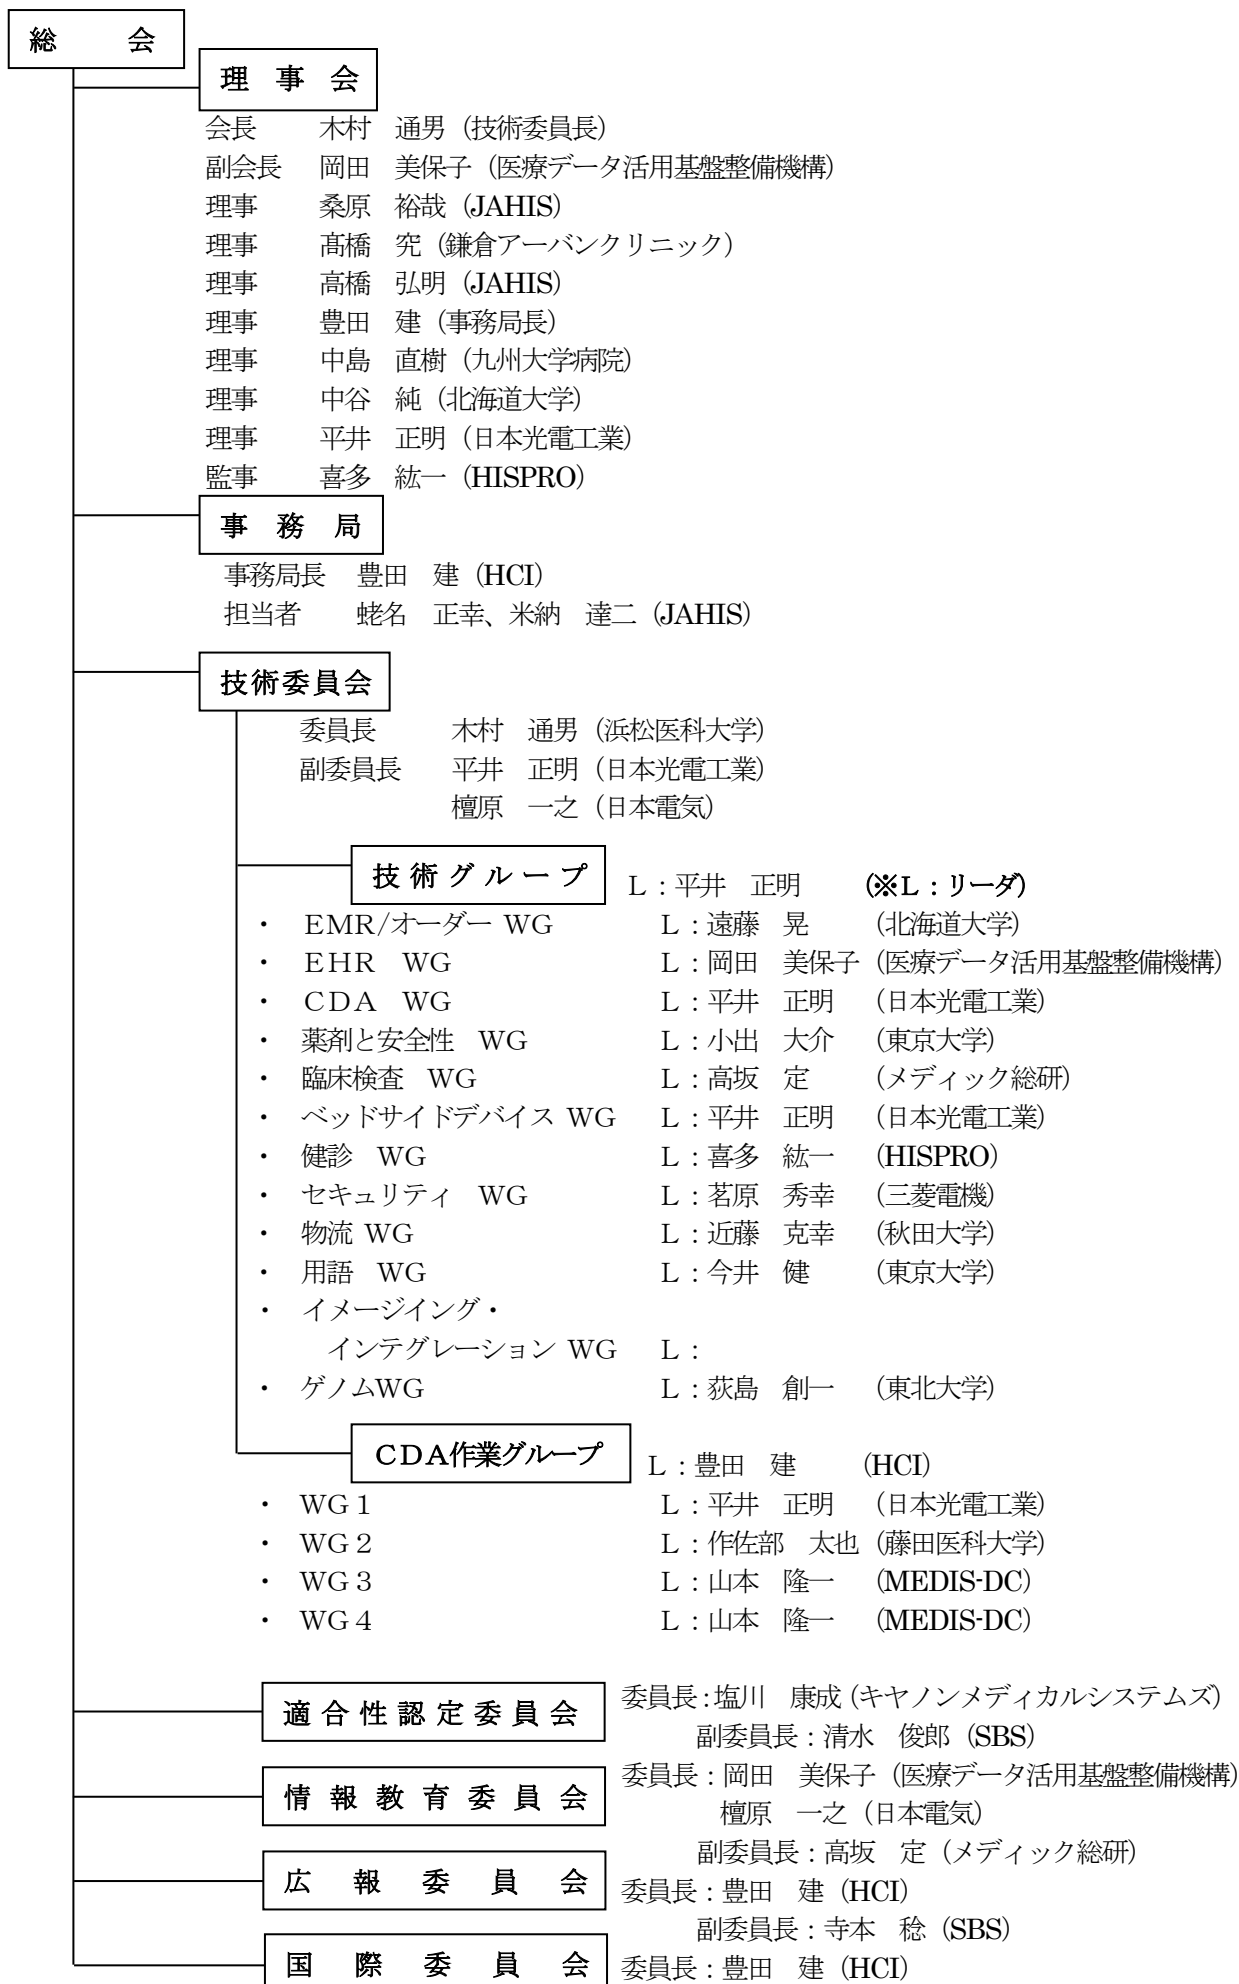 総　　会
理　事　会
会長　木村　通男（技術委員長）
副会長　岡田　美保子（医療データ活用基盤整備機構）
理事　桑原　裕哉（JAHIS）
理事　髙橋　究（鎌倉アーバンクリニック）
理事　高橋　弘明（JAHIS）
理事　豊田　建（事務局長）
理事　中島　直樹（九州大学病院）
理事　中谷　純（北海道大学）
理事　平井　正明（日本光電工業）
監事　喜多　紘一（HISPRO）
事　務　局
事務局長　豊田　建（HCI）
担当者　蛯名　正幸、米納　達二（JAHIS）
技術委員会
委員長　木村　通男（浜松医科大学）
副委員長　平井　正明（日本光電工業）
檀原　一之（日本電気）
技術グループ　Ｌ：平井　正明　（※Ｌ：リーダ）
・　EMR/オーダー WG　Ｌ：遠藤　晃　（北海道大学）
・　ＥＨＲ　WG　Ｌ：岡田　美保子（医療データ活用基盤整備機構）
・　ＣＤＡ　WG　Ｌ：平井　正明　（日本光電工業）
・　薬剤と安全性　WG　Ｌ：小出　大介　（東京大学）
・　臨床検査　WG　Ｌ：高坂　定　（メディック総研）
・　ベッドサイドデバイス WG　Ｌ：平井　正明　（日本光電工業）
・　健診　WG　Ｌ：喜多　紘一　（HISPRO）
・　セキュリティ　WG　Ｌ：茗原　秀幸　（三菱電機）
・　物流 WG　Ｌ：近藤　克幸　（秋田大学）
・　用語　WG　Ｌ：今井　健　（東京大学）
・　イメージイング・
インテグレーション WG　Ｌ：
・　ゲノムWG　Ｌ：荻島　創一　（東北大学）
ＣＤＡ作業グループ　Ｌ：豊田　建　（HCI）
・　WG１　Ｌ：平井　正明　（日本光電工業）
・　WG２　Ｌ：作佐部　太也（藤田医科大学）
・　WG３　Ｌ：山本　隆一　（MEDIS-DC）
・　WG４　Ｌ：山本　隆一　（MEDIS-DC）
適合性認定委員会　委員長：塩川　康成（キヤノンメディカルシステムズ）
副委員長：清水　俊郎（SBS）
情報教育委員会　委員長：岡田　美保子（医療データ活用基盤整備機構）
檀原　一之（日本電気）
副委員長：高坂　定（メディック総研）
広　報　委　員　会　委員長：豊田　建（HCI）
副委員長：寺本　稔（SBS）
国　際　委　員　会　委員長：豊田　建（HCI）